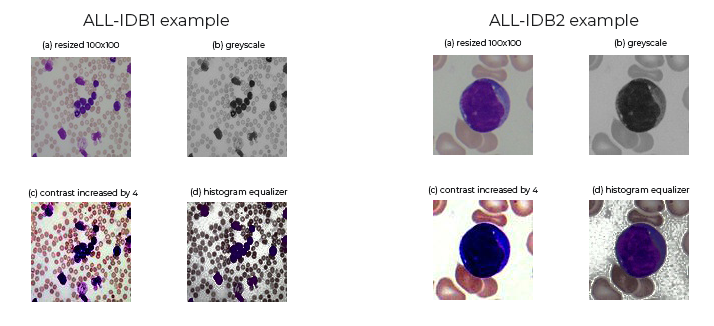 ALL-IDB1 example
(a) resized 100x100
(b) greyscale
(c) contrast increased by 4
(d) histogram equalizer
ALL-IDB2 example
(a) resized 100x100
(b) greyscale
(c) contrast increased by 4
(d) histogram equalizer